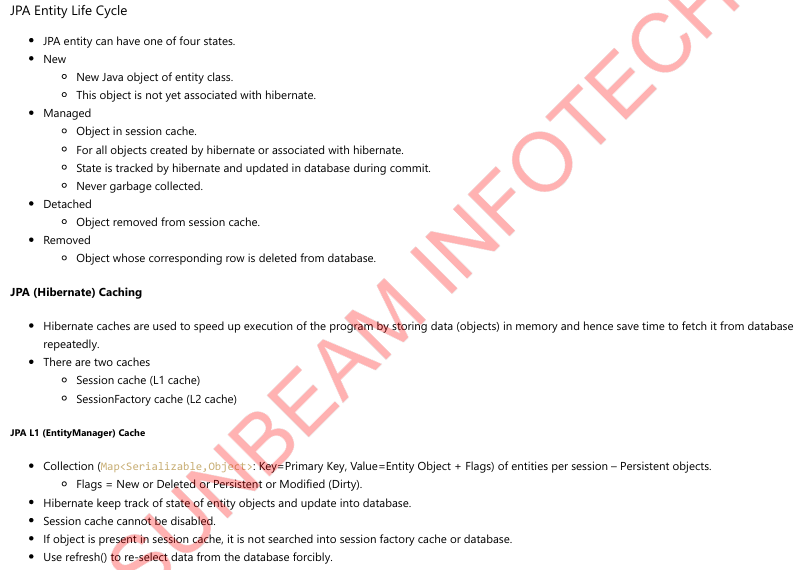 JPA Entity Life Cycle
• JPA entity can have one of four states.
• New
◦ New Java object of entity class.
◦ This object is not yet associated with hibernate.
• Managed
◦ Object in session cache.
◦ For all objects created by hibernate or associated with hibernate.
◦ State is tracked by hibernate and updated in database during commit.
◦ Never garbage collected.
• Detached
◦ Object removed from session cache.
• Removed
◦ Object whose corresponding row is deleted from database.
JPA (Hibernate) Caching
• Hibernate caches are used to speed up execution of the program by storing data (objects) in memory and hence save time to fetch it from database
repeatedly.
• There are two caches
◦ Session cache (L1 cache)
◦ SessionFactory cache (L2 cache)
JPA L1 (EntityManager) Cache
• Collection (Map<Serializable,Object>: Key=Primary Key, Value=Entity Object + Flags) of entities per session – Persistent objects.
◦ Flags = New or Deleted or Persistent or Modified (Dirty).
• Hibernate keep track of state of entity objects and update into database.
• Session cache cannot be disabled.
• If object is present in session cache, it is not searched into session factory cache or database.
• Use refresh() to re-select data from the database forcibly.
SUNBEAM INFOTECH